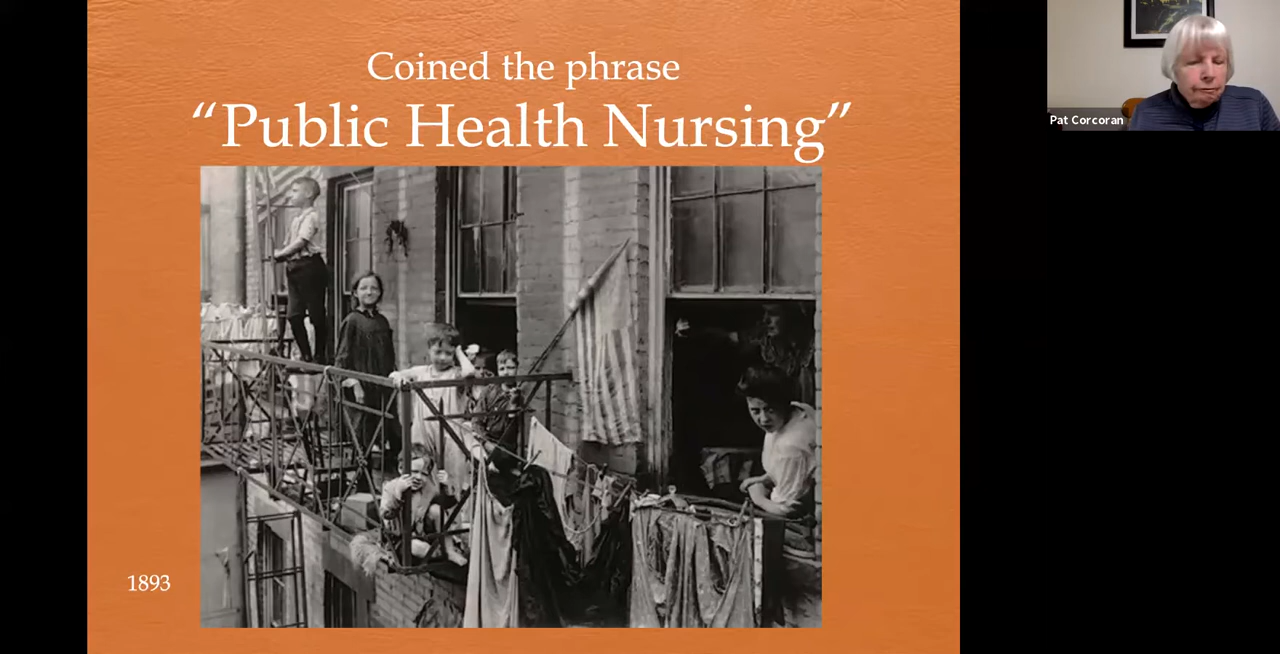 Coined the phrase
“Public Health Nursing”
1893
Pat Corcoran